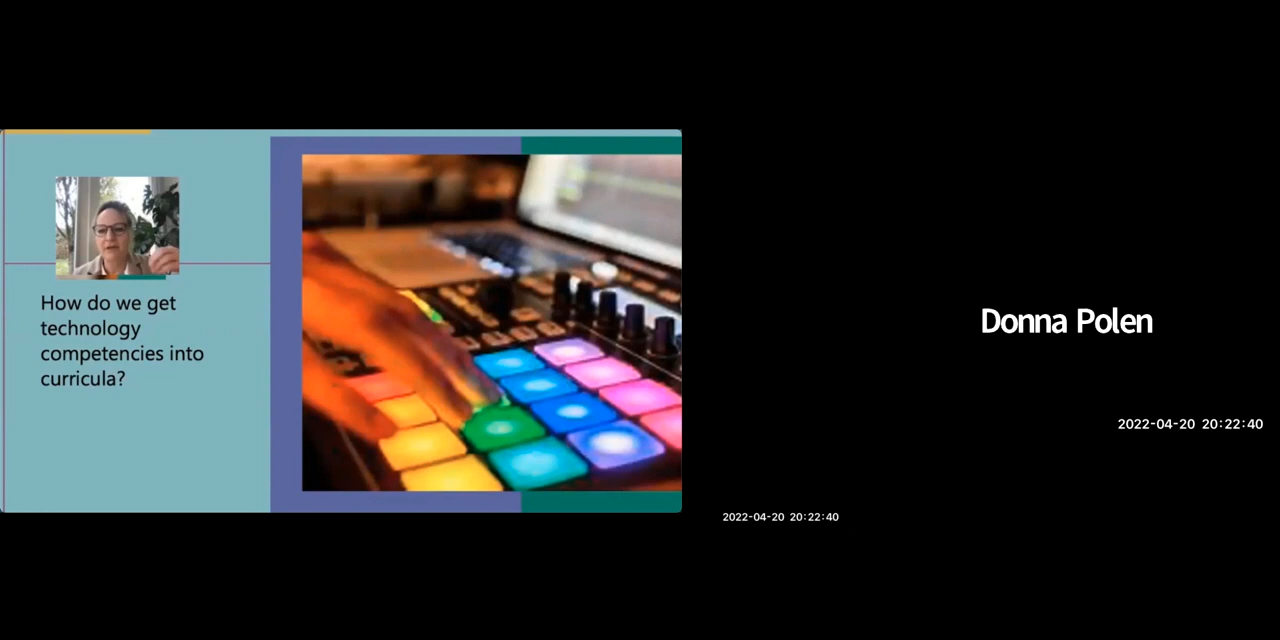 How do we get
technology
competencies into
curricula?
Donna Polen
2022-04-20 20:22:40
2022-04-20 20:22:40